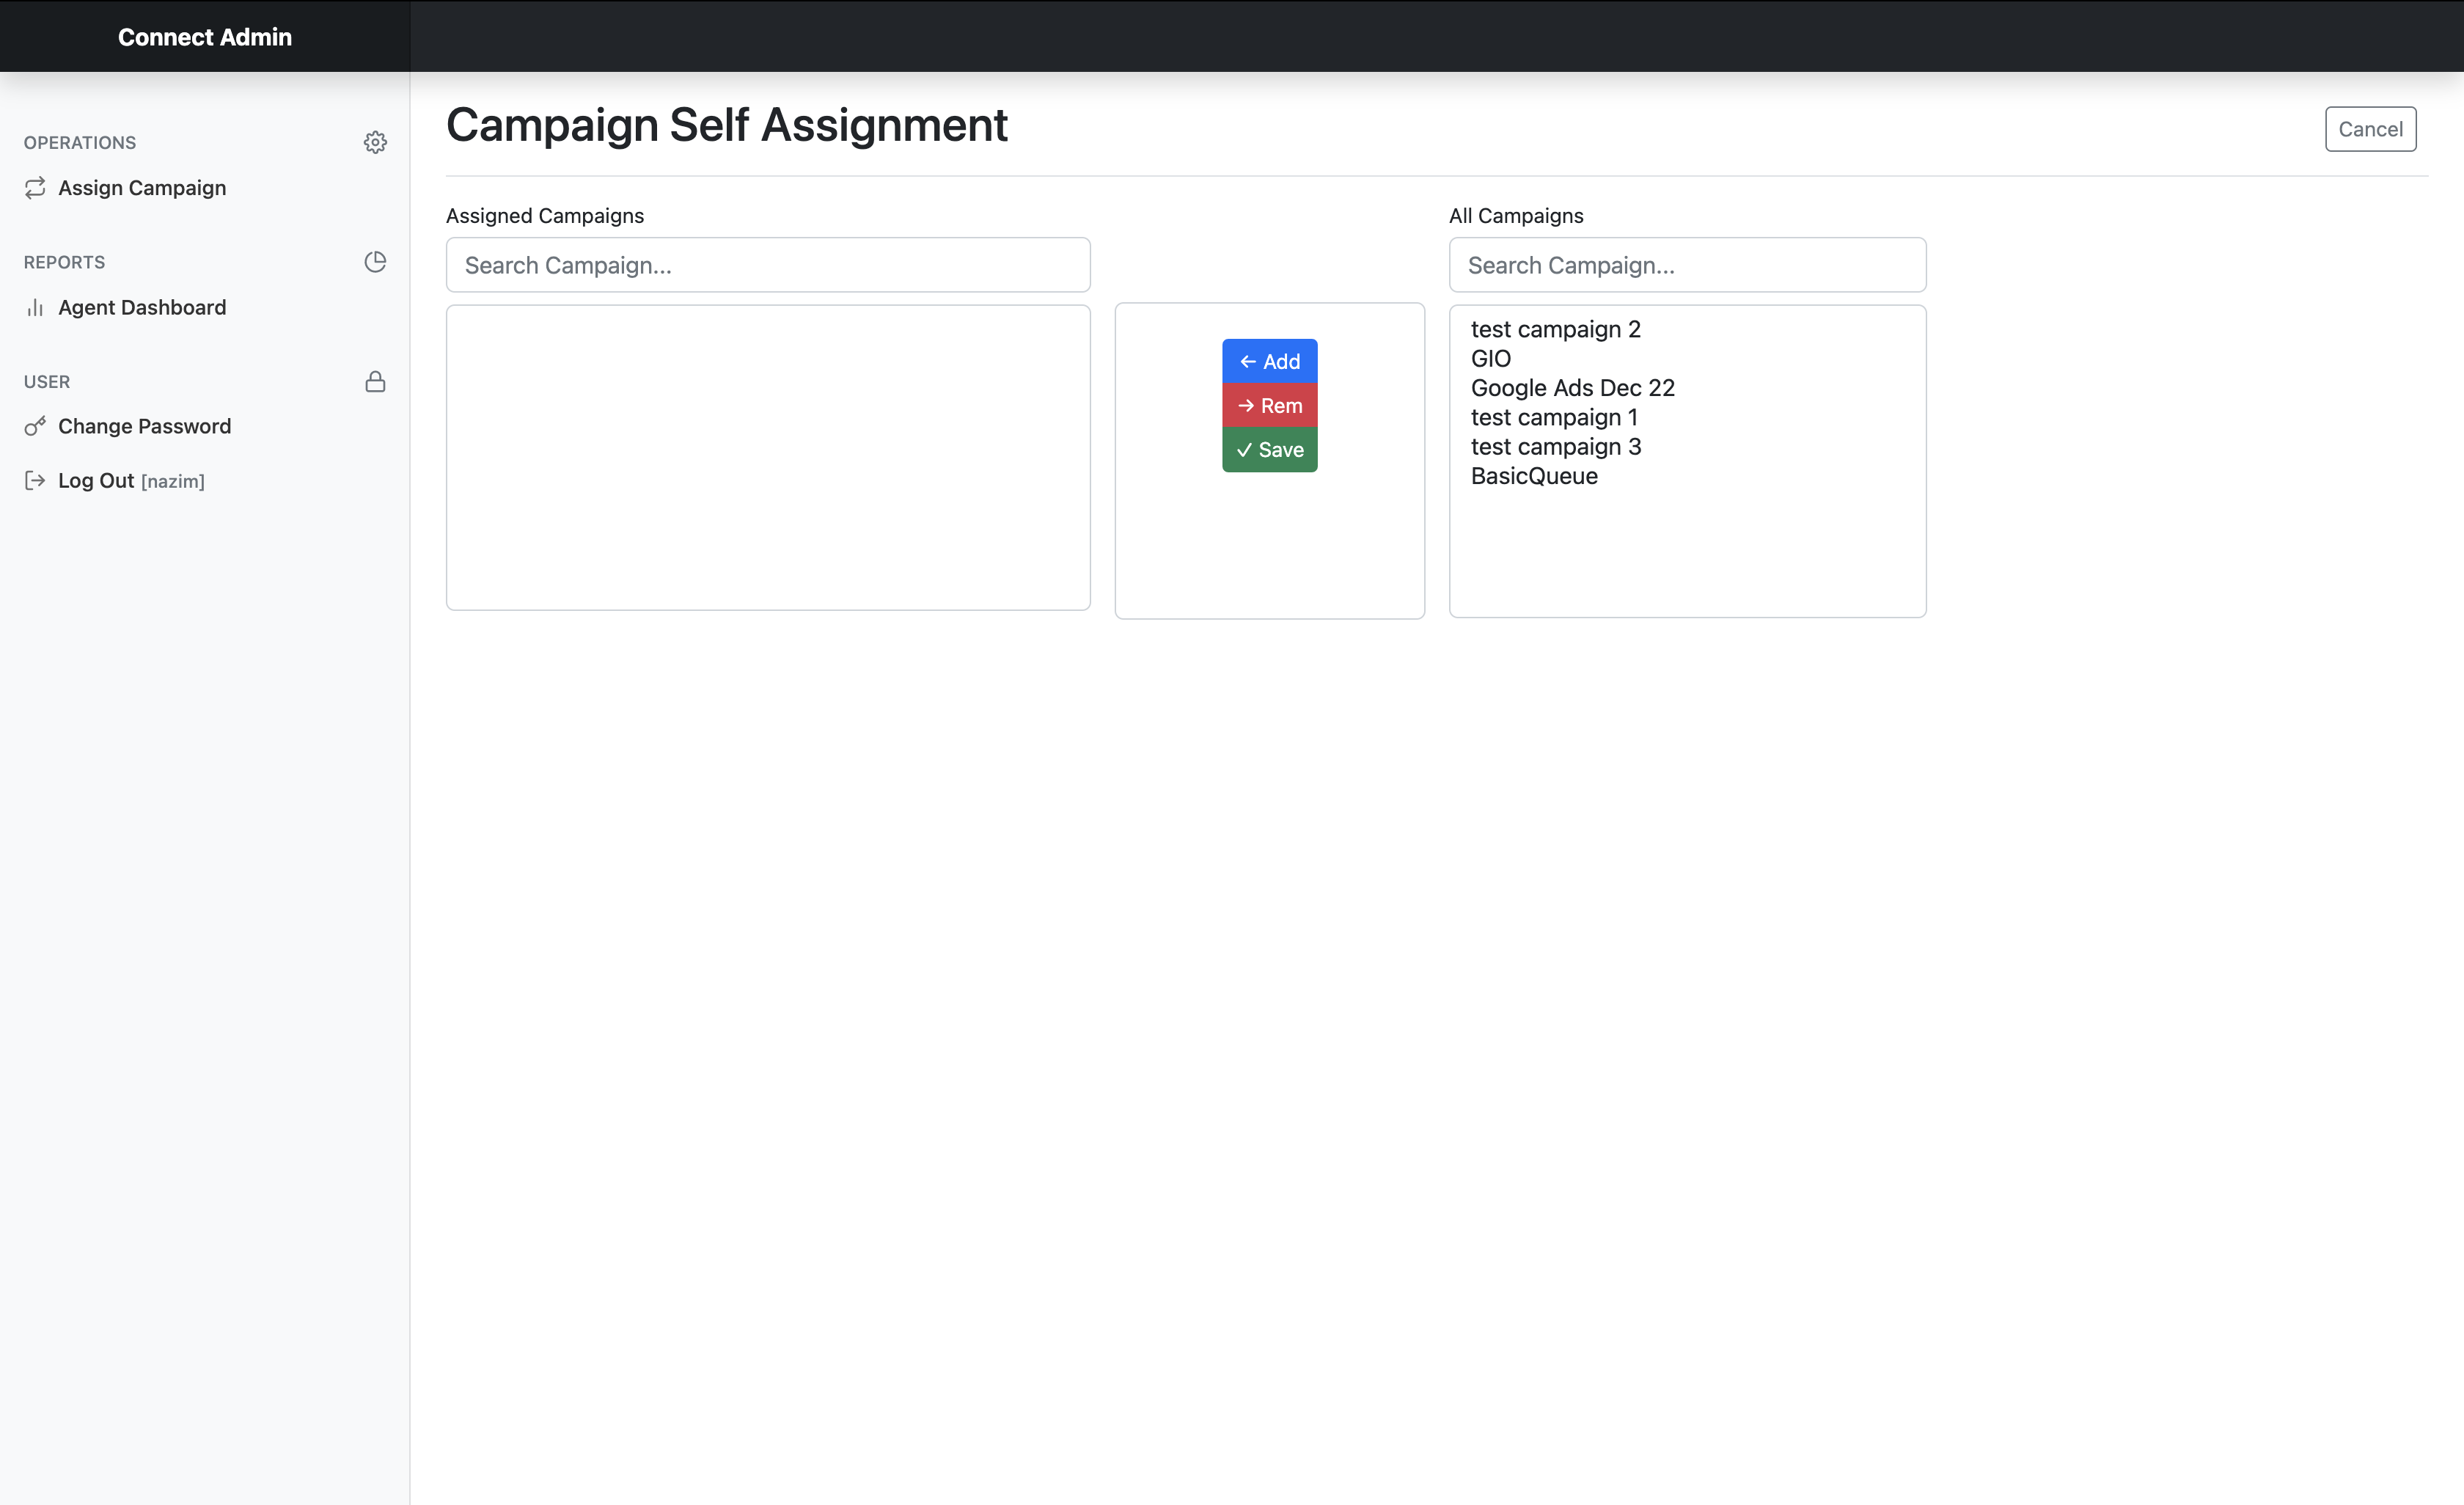 Connect Admin
OPERATIONS
Assign Campaign
REPORTS
Agent Dashboard
USER
Change Password
Log Out [nazim]
Campaign Self Assignment
Cancel
Assigned Campaigns
Search Campaign...
← Add
→ Rem
✓ Save
All Campaigns
Search Campaign...
test campaign 2
GIO
Google Ads Dec 22
test campaign 1
test campaign 3
BasicQueue